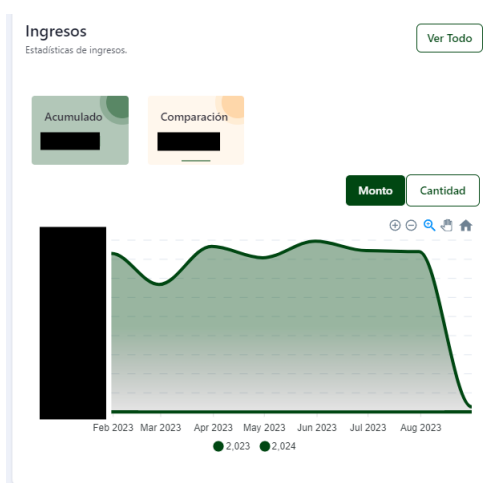 Ingresos
Ver Todo
Estadísticas de ingresos.
Acumulado
Comparación
Monto
Cantidad
Feb 2023 Mar 2023 Apr 2023 May 2023 Jun 2023 Jul 2023 Aug 2023
2,023 2,024